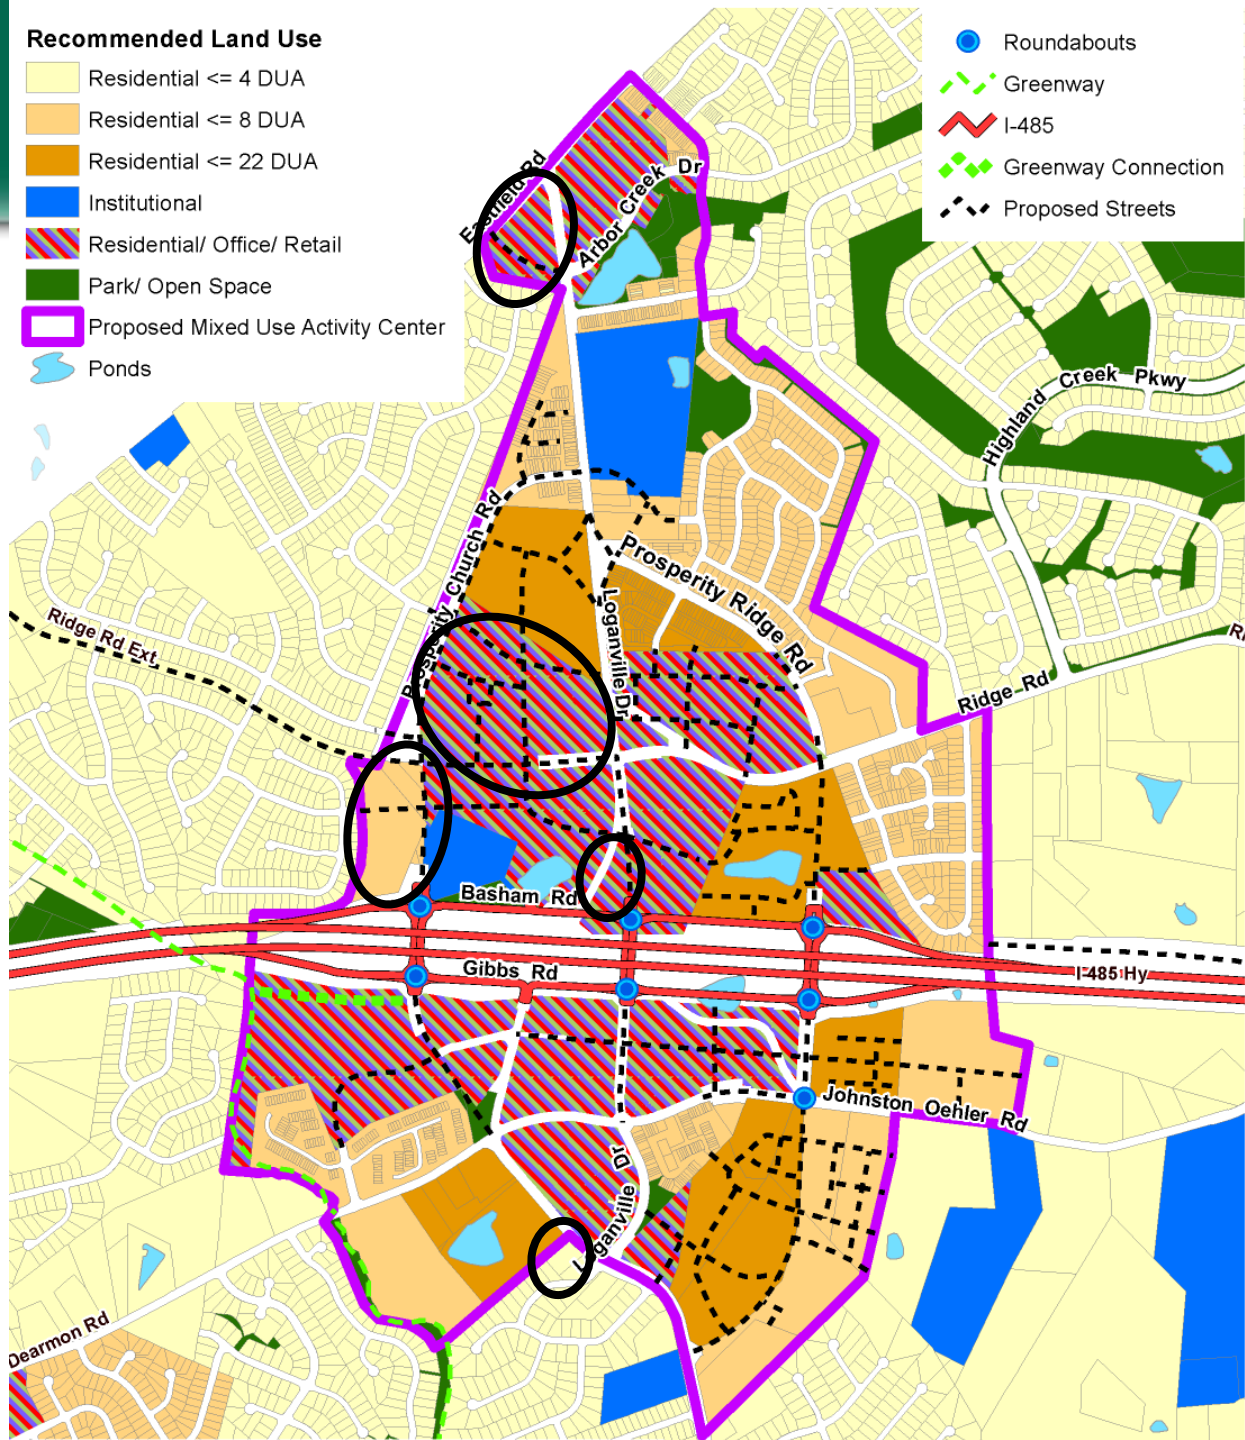 Recommended Land Use
Residential <= 4 DUA
Residential <= 8 DUA
Residential <= 22 DUA
Institutional
Residential/ Office/ Retail
Park/ Open Space
Proposed Mixed Use Activity Center
Ponds
Roundabouts
Greenway
I-485
Greenway Connection
Proposed Streets
Eastfield Rd
Arbor Creek Dr
Highland Creek Pkwy
Prosperity Church Rd
Prosperity Ridge Rd
Loganville Dr
Ridge Rd Ext
Ridge Rd
Basham Rd
Gibbs Rd
I-485 Hy
Johnston Oehler Rd
Loganville Dr
Dearmon Rd